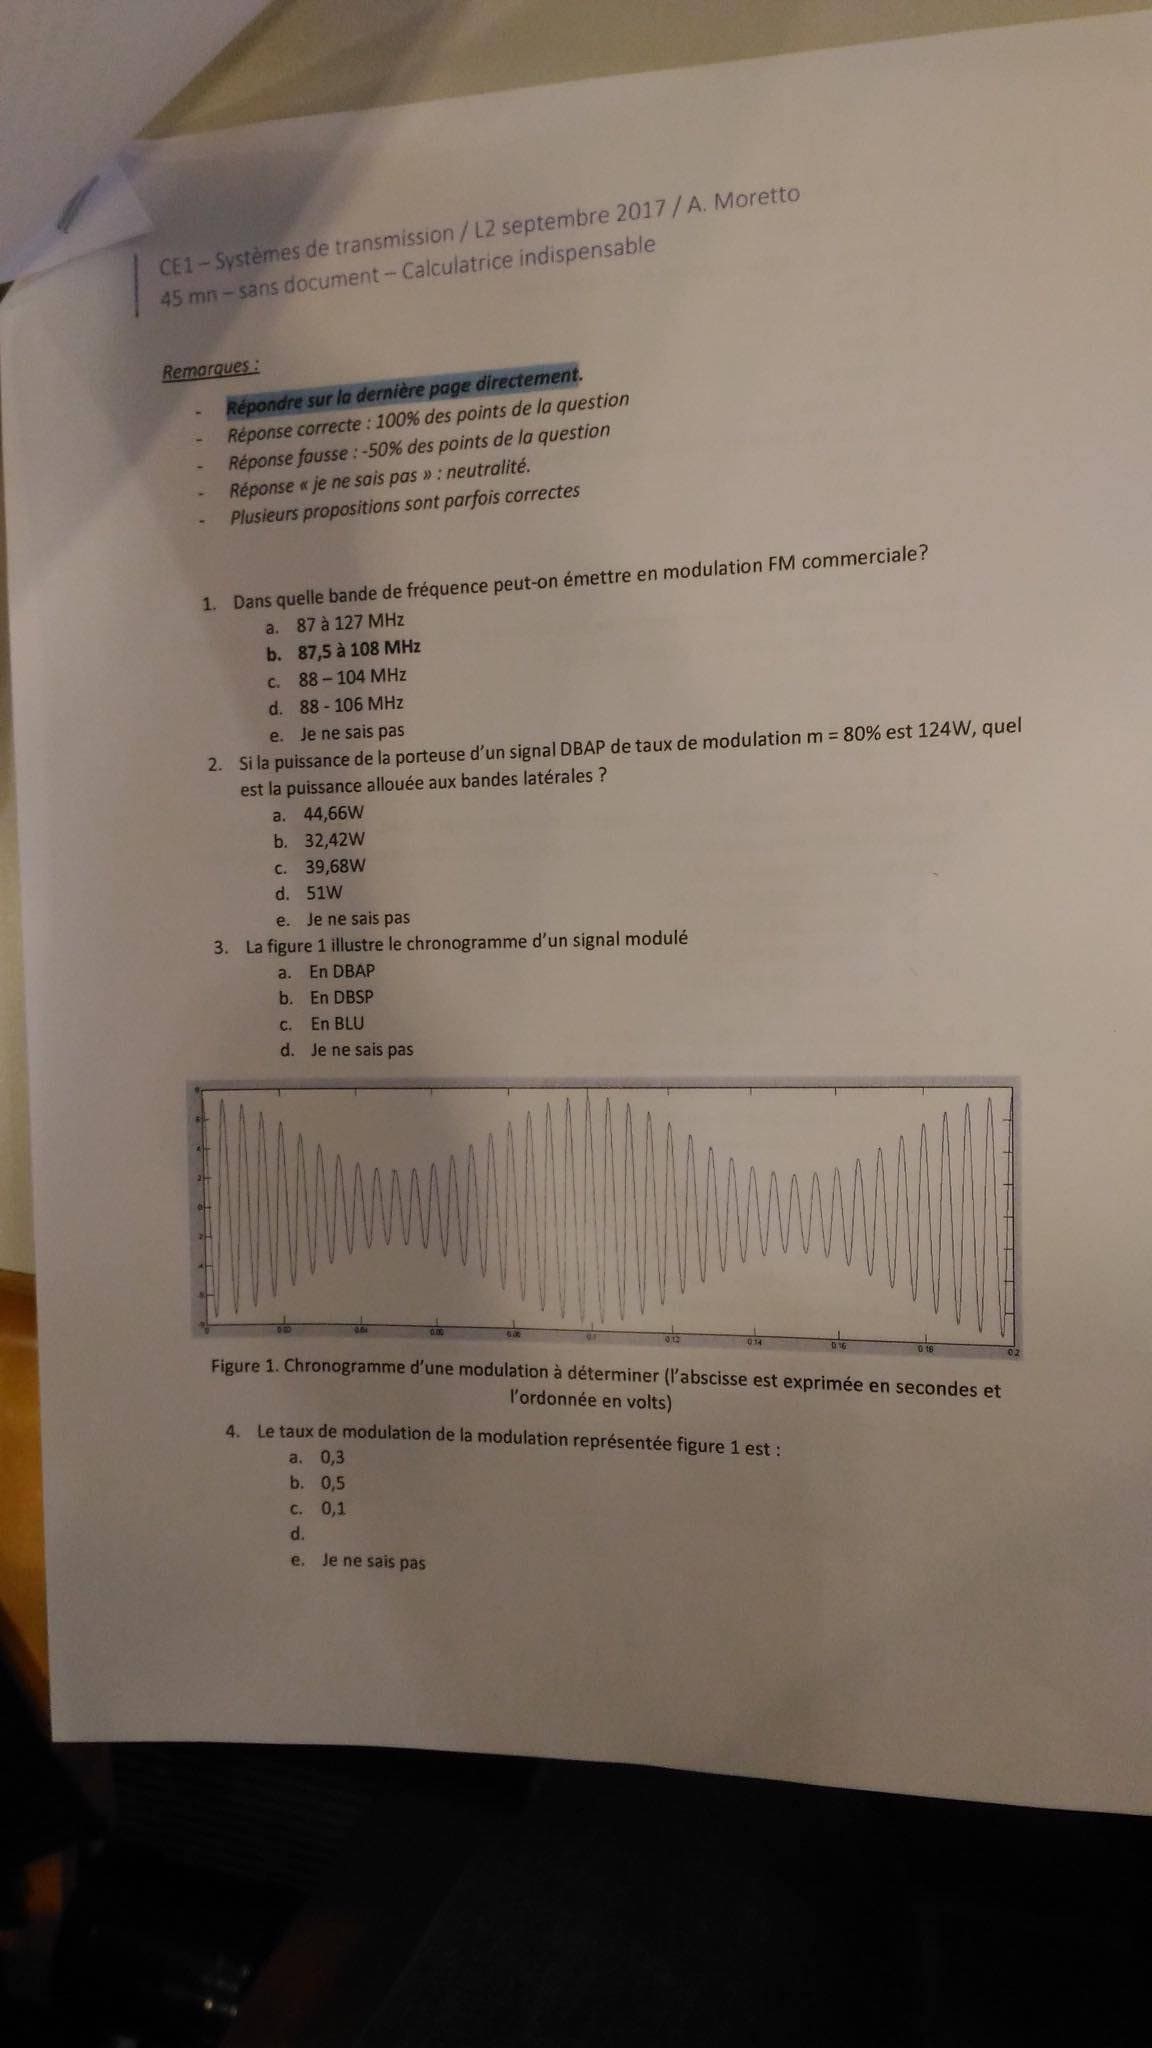 CE1 – Systèmes de transmission / L2 septembre 2017 / A. Moretto
45 mn – sans document – Calculatrice indispensable
Remarques :
- Répondre sur la dernière page directement.
- Réponse correcte : 100% des points de la question
- Réponse fausse : -50% des points de la question
- Réponse « je ne sais pas » : neutralité.
- Plusieurs propositions sont parfois correctes
1. Dans quelle bande de fréquence peut-on émettre en modulation FM commerciale?
a. 87 à 127 MHz
b. 87,5 à 108 MHz
c. 88 – 104 MHz
d. 88 - 106 MHz
e. Je ne sais pas
2. Si la puissance de la porteuse d'un signal DBAP de taux de modulation m = 80% est 124W, quel
est la puissance allouée aux bandes latérales ?
a. 44,66W
b. 32,42W
c. 39,68W
d. 51W
e. Je ne sais pas
3. La figure 1 illustre le chronogramme d'un signal modulé
a. En DBAP
b. En DBSP
c. En BLU
d. Je ne sais pas
0 0.02 0.04 0.06 0.08 0.1 0.12 0.14 0.16 0.18 0.2
Figure 1. Chronogramme d'une modulation à déterminer (l'abscisse est exprimée en secondes et
l'ordonnée en volts)
4. Le taux de modulation de la modulation représentée figure 1 est :
a. 0,3
b. 0,5
c. 0,1
d.
e. Je ne sais pas